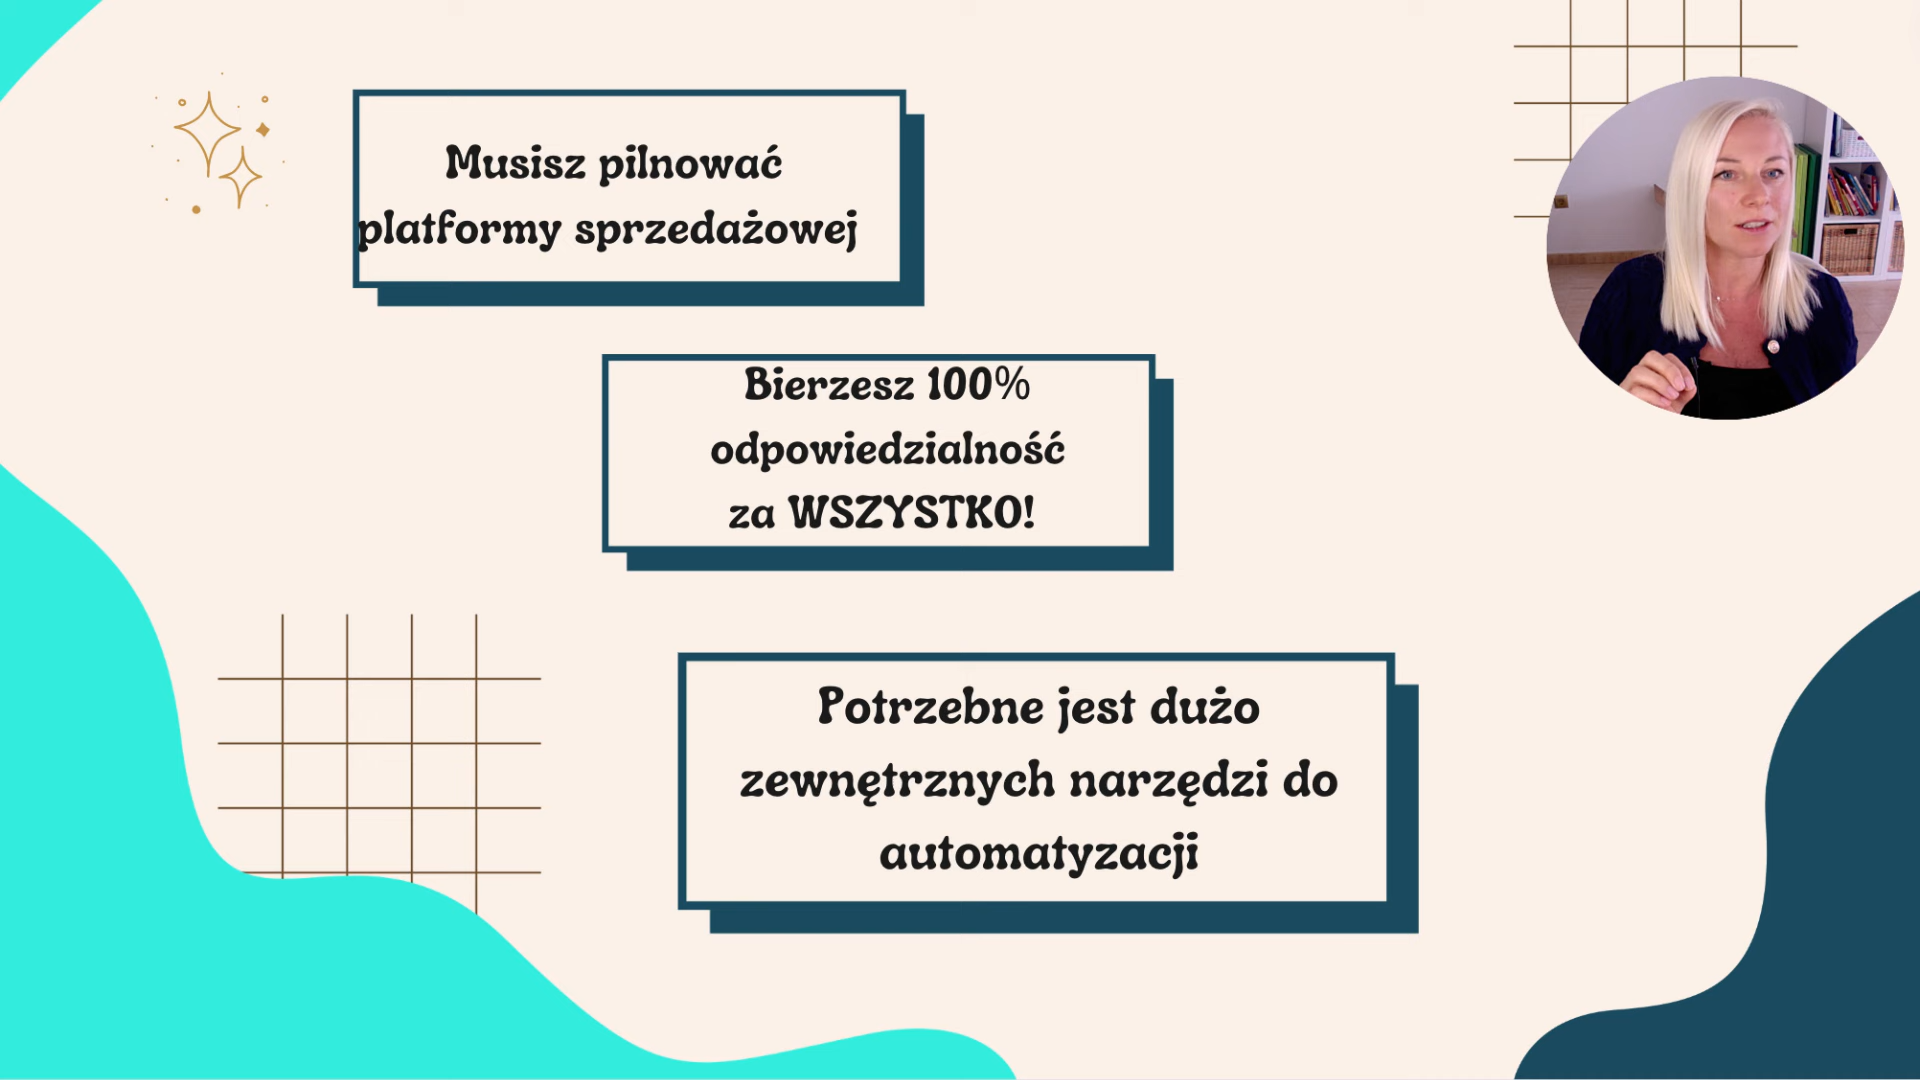 Musisz pilnować
platformy sprzedażowej
Bierzesz 100%
odpowiedzialność
za WSZYSTKO!
Potrzebne jest dużo
zewnętrznych narzędzi do
automatyzacji